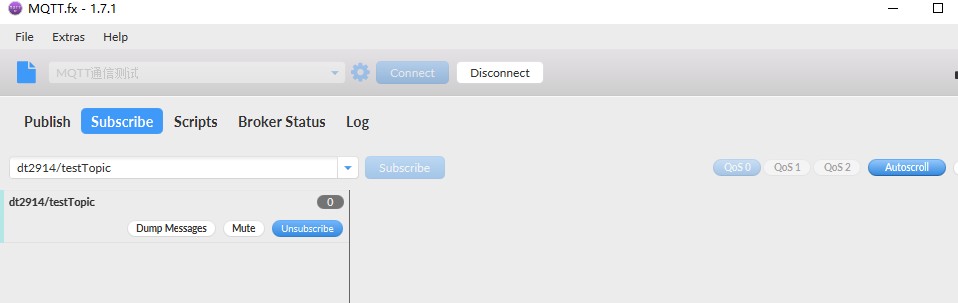 MQTT.fx - 1.7.1
File Extras Help
MQTT通信测试 Connect Disconnect
Publish Subscribe Scripts Broker Status Log
dt2914/testTopic Subscribe QoS 0 QoS 1 QoS 2 Autoscroll
dt2914/testTopic 0
Dump Messages Mute Unsubscribe